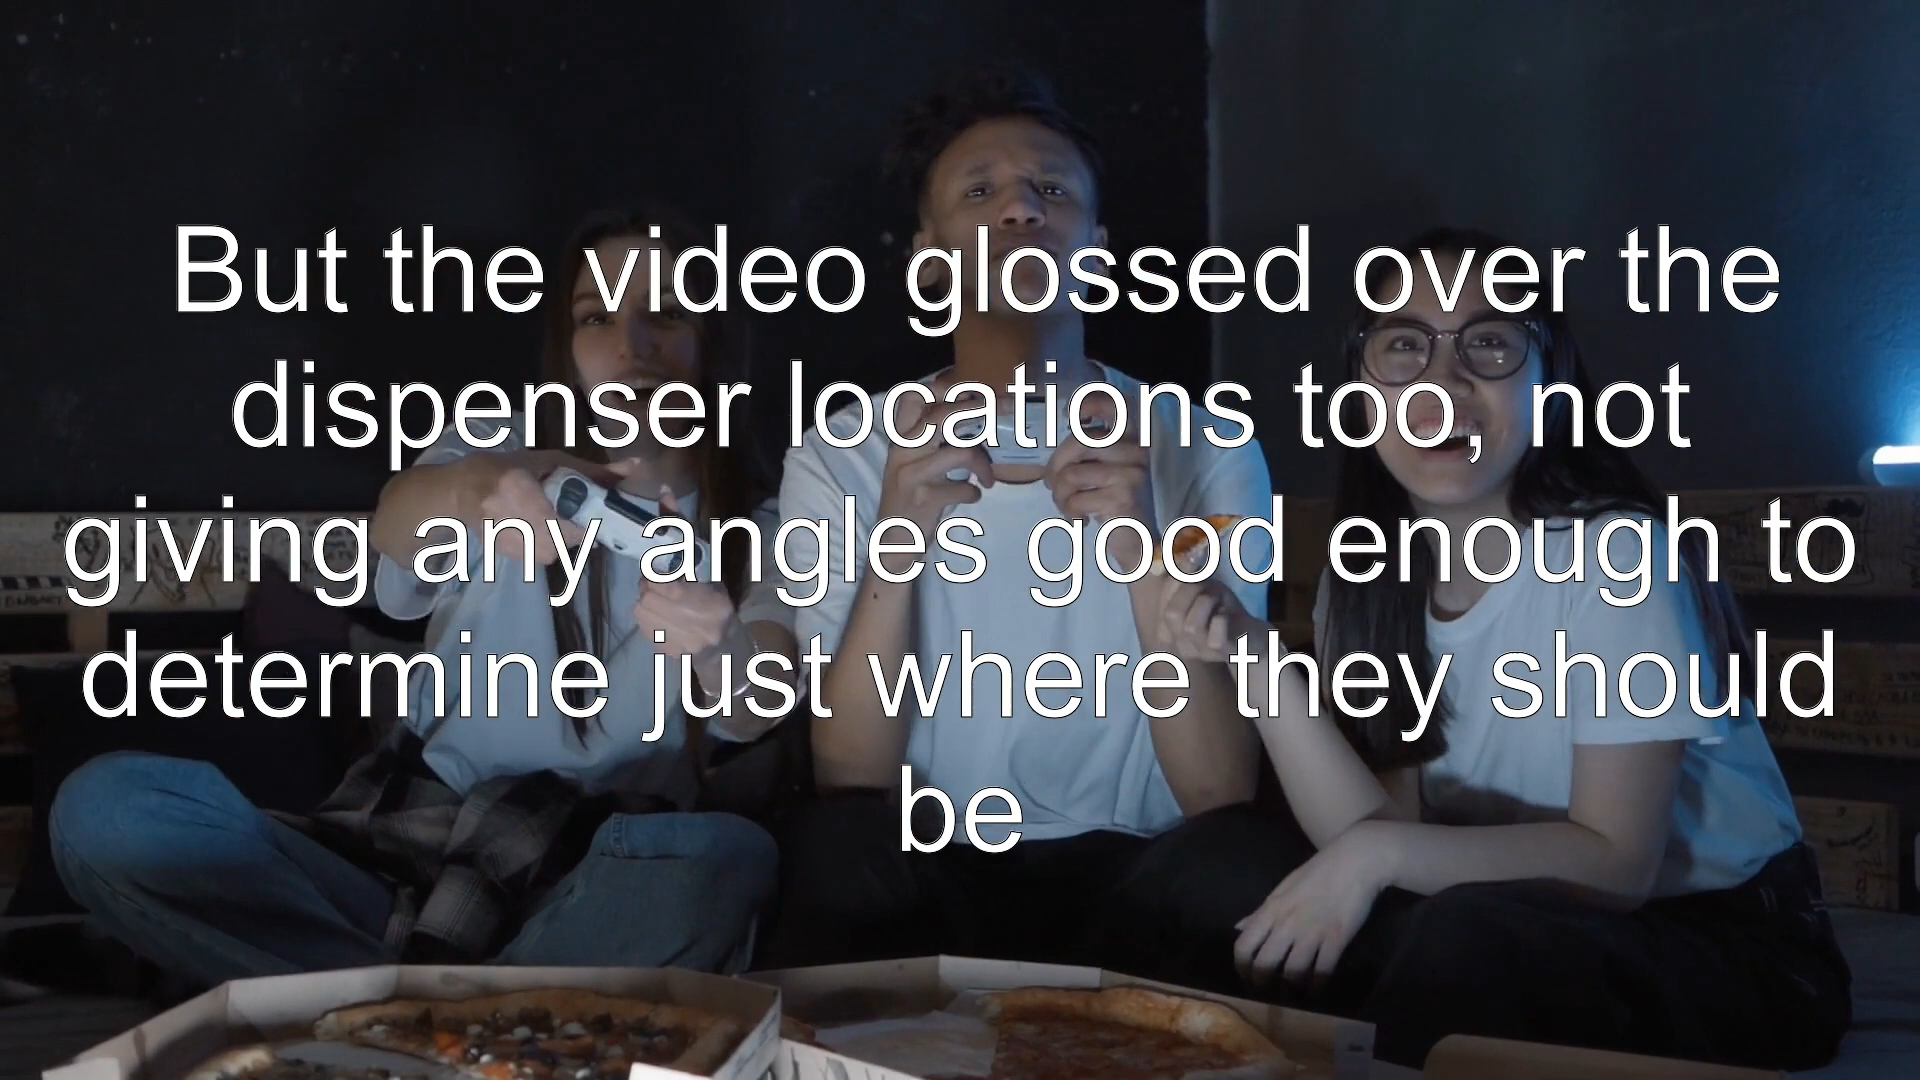 But the video glossed over the
dispenser locations too, not
giving any angles good enough to
determine just where they should
be